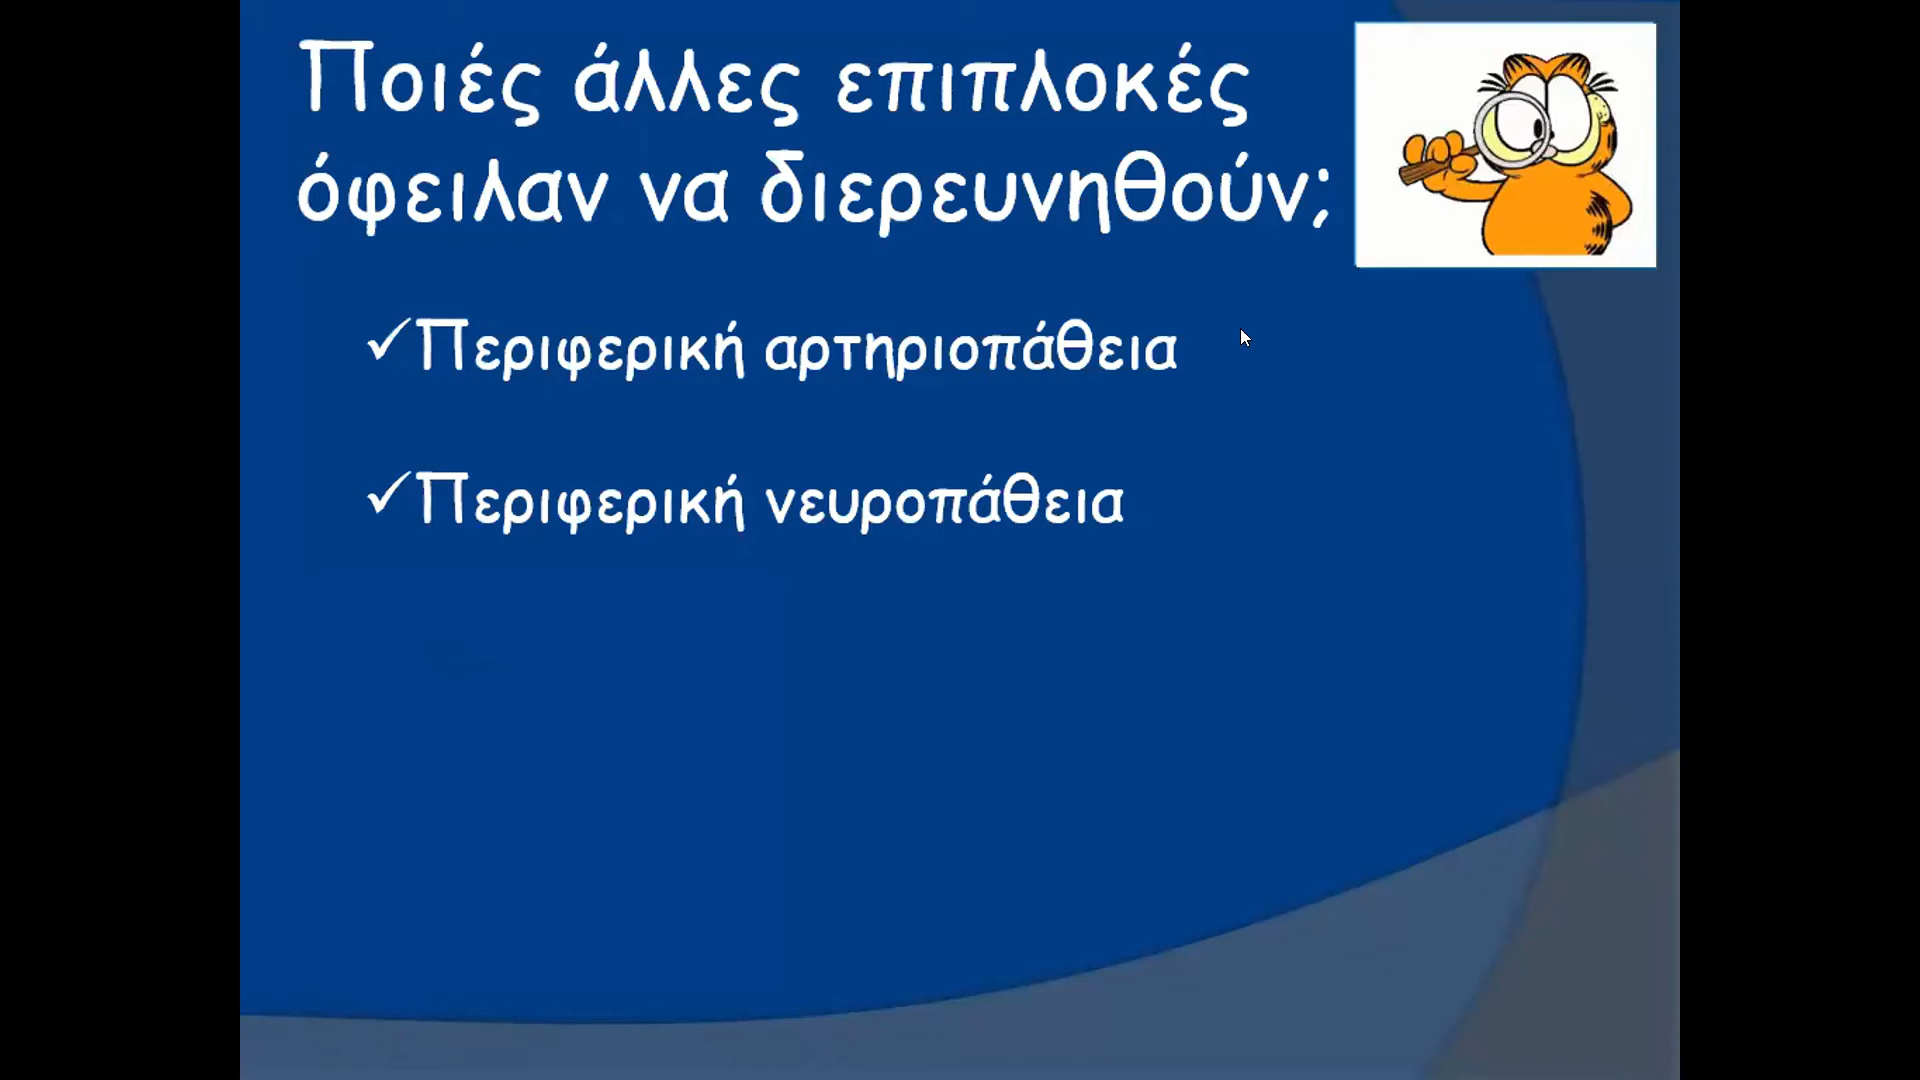 Ποιές άλλες επιπλοκές
όφειλαν να διερευνηθούν;
✓Περιφερική αρτηριοπάθεια
✓Περιφερική νευροπάθεια